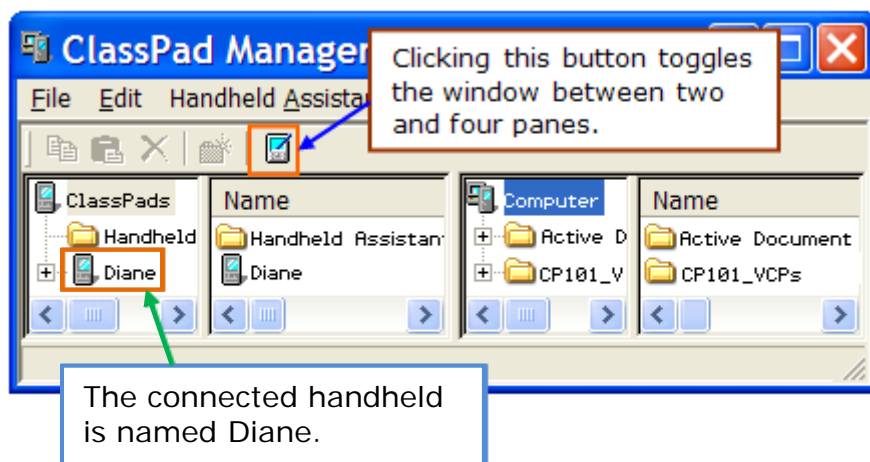 ClassPad Manager
Clicking this button toggles
the window between two
and four panes.
File Edit Handheld Assista
ClassPads
Name
Computer
Name
Handheld
Handheld Assistan
Active D
Active Document
Diane
Diane
CP101_V
CP101_VCPs
The connected handheld
is named Diane.